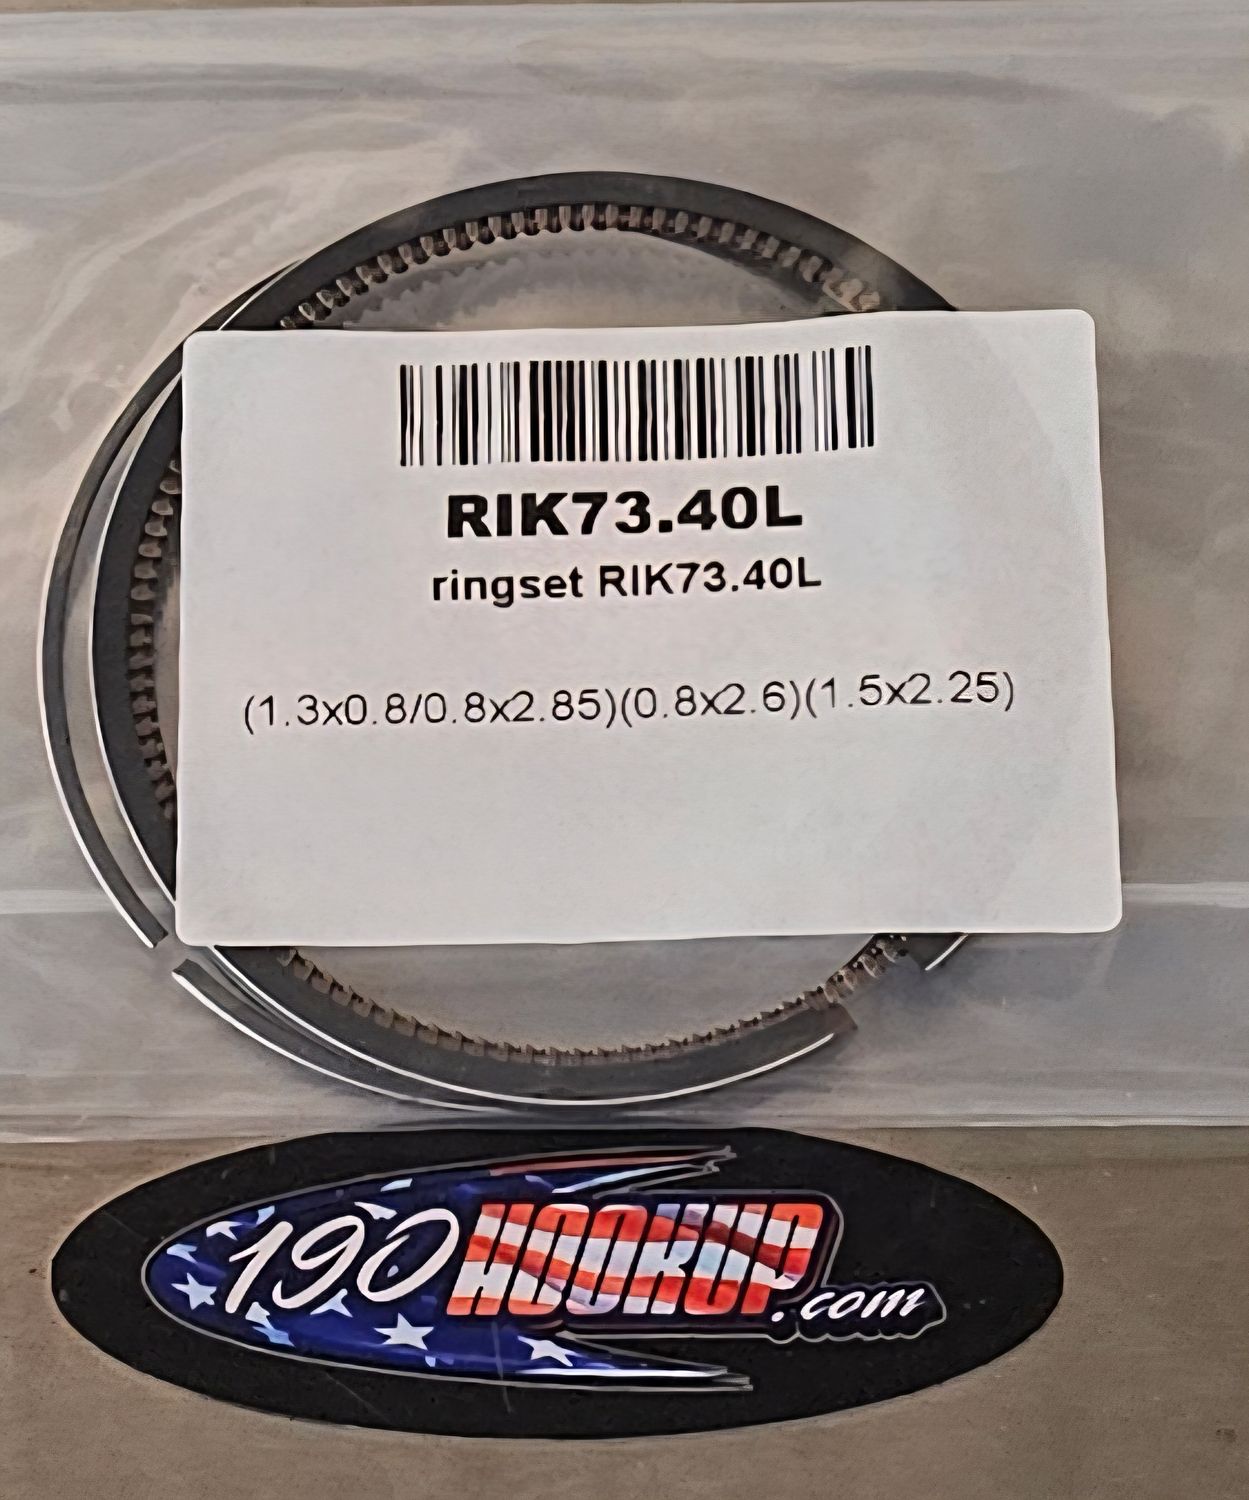 RIK73.40L
ringset RIK73.40L
(1.3x0.8/0.8x2.85)(0.8x2.6)(1.5x2.25)
190HOOKUP.com